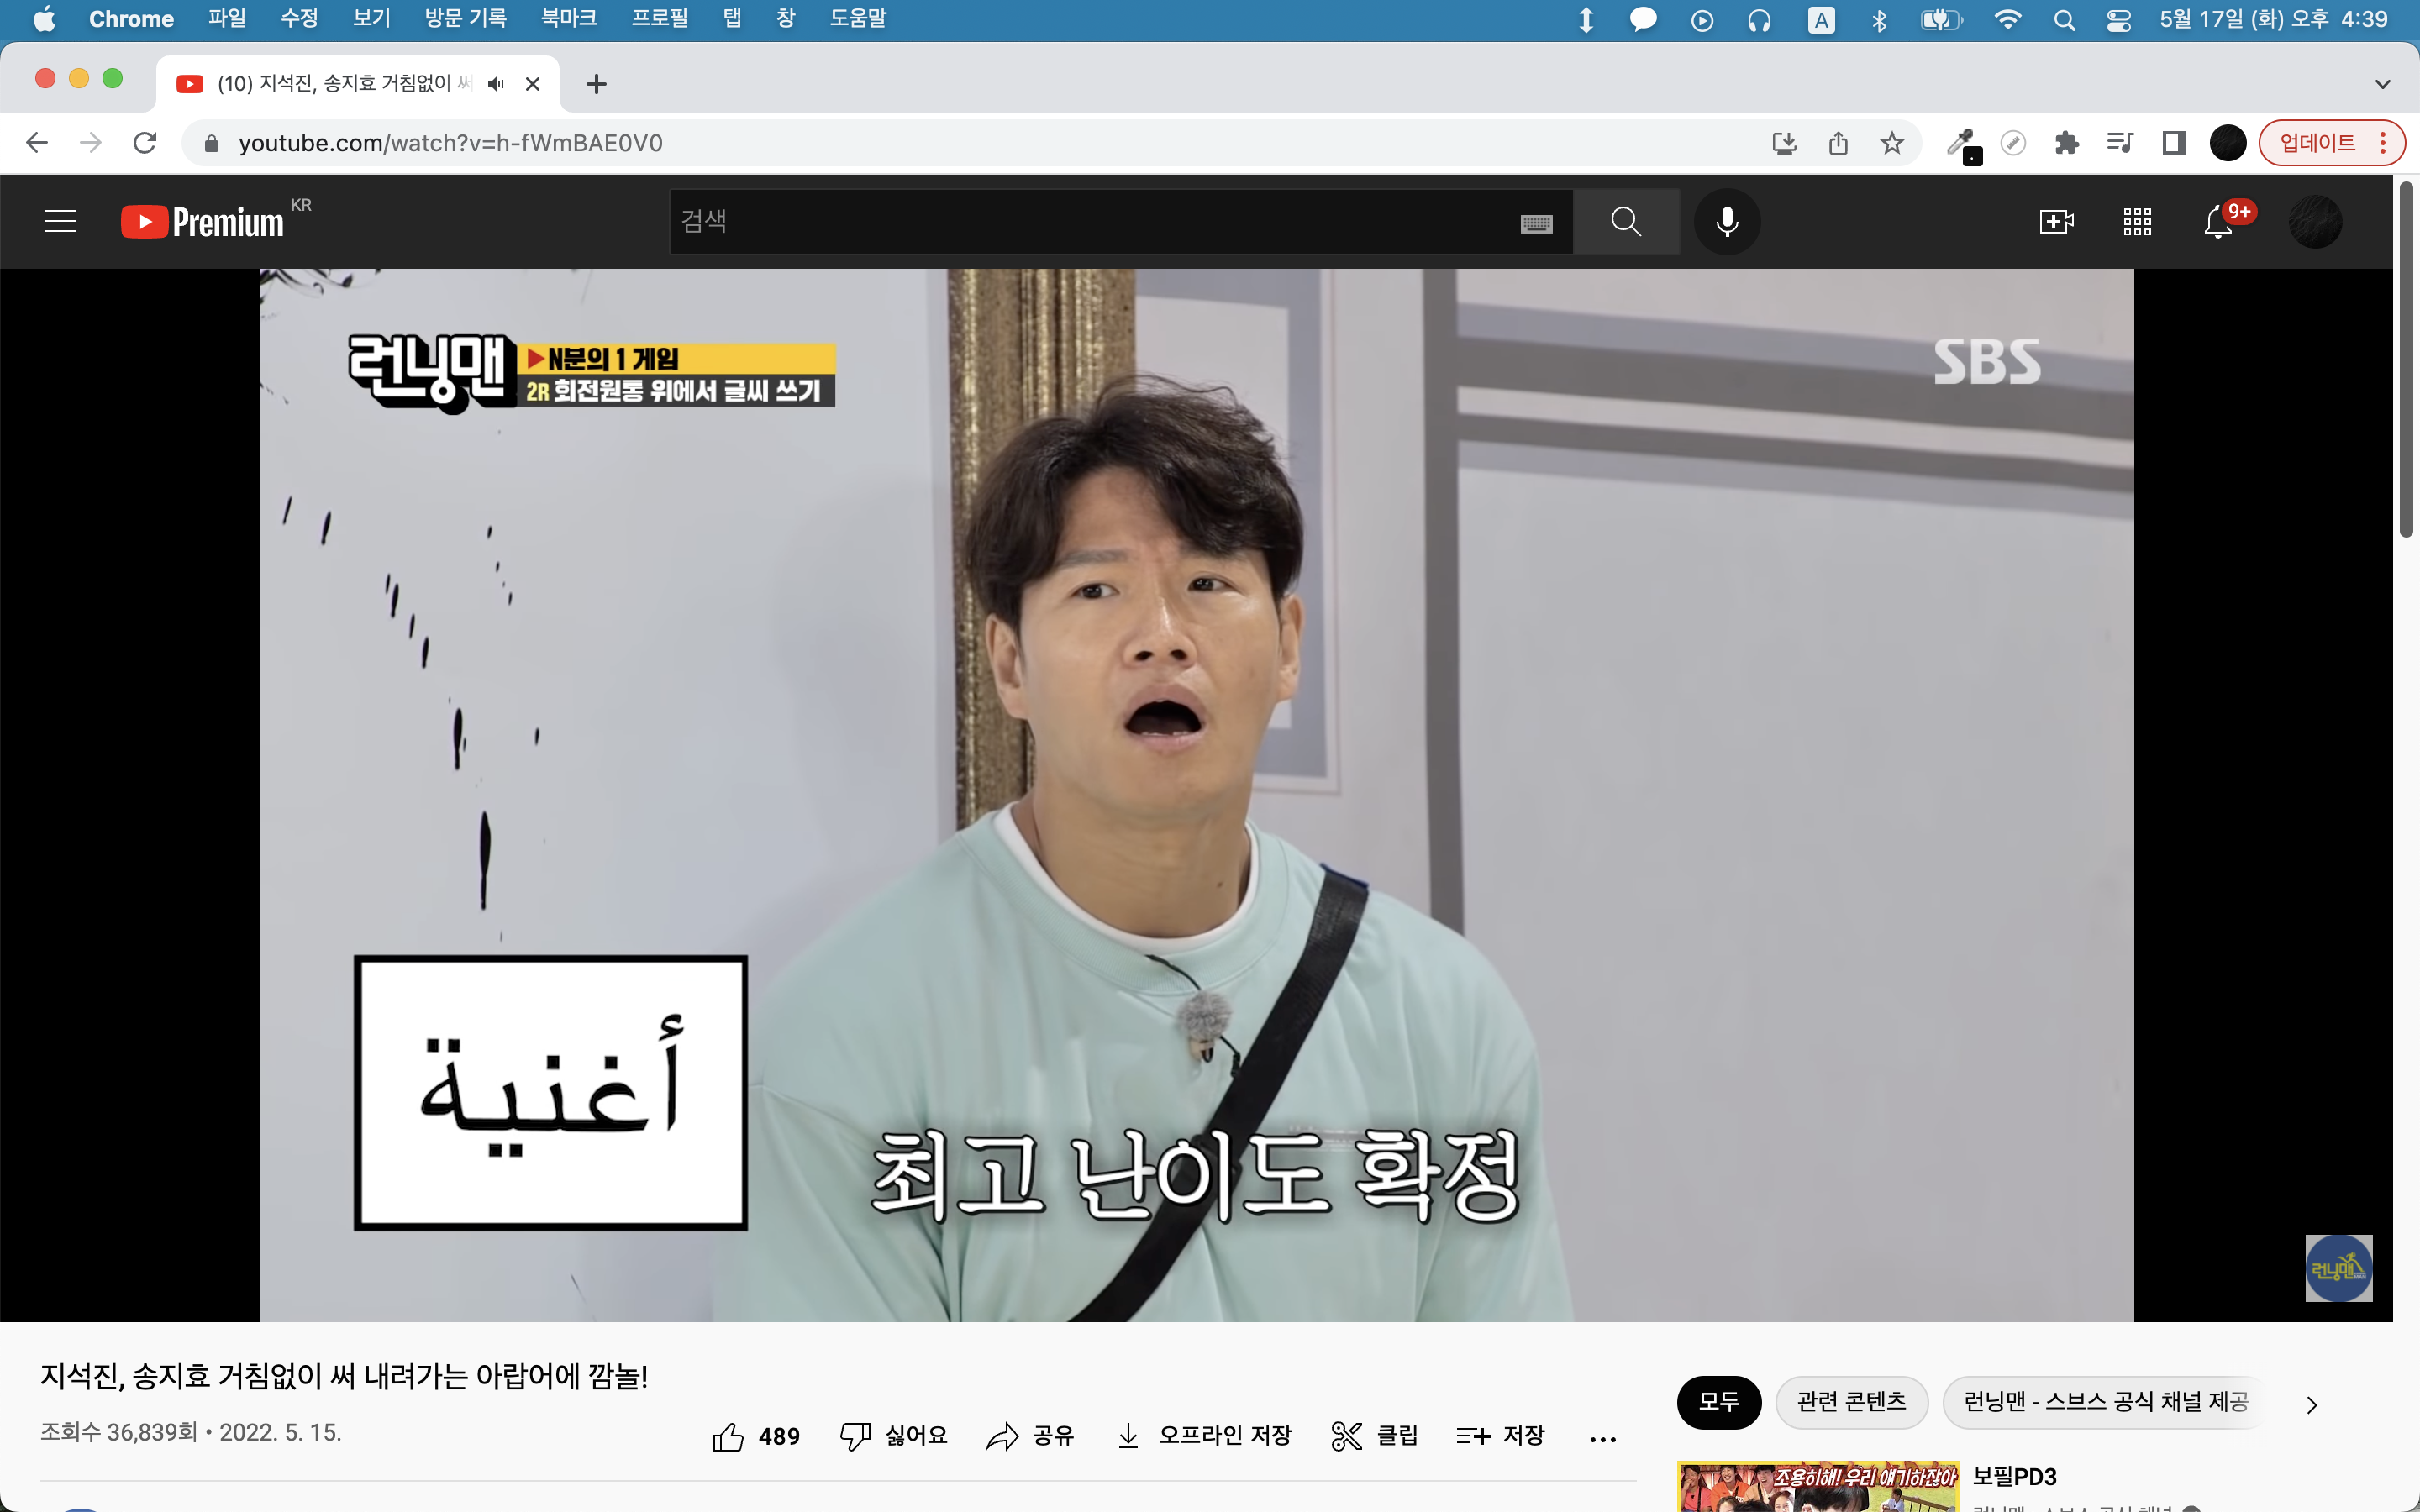 Chrome 파일 수정 보기 방문 기록 북마크 프로필 탭 창 도움말 A 5월 17일 (화) 오후 4:39
(10) 지석진, 송지효 거침없이 써
youtube.com/watch?v=h-fWmBAE0V0
업데이트
Premium KR
검색
9+
런닝맨
N분의 1 게임
2R 회전원통 위에서 글씨 쓰기
SBS
أغنية
최고 난이도 확정
런닝맨
지석진, 송지효 거침없이 써 내려가는 아랍어에 깜놀!
조회수 36,839회 • 2022. 5. 15.
489 싫어요 공유 오프라인 저장 클립 저장
모두 관련 콘텐츠 런닝맨 - 스브스 공식 채널 제공
조용히해! 우리 얘기하잖아
보필PD3